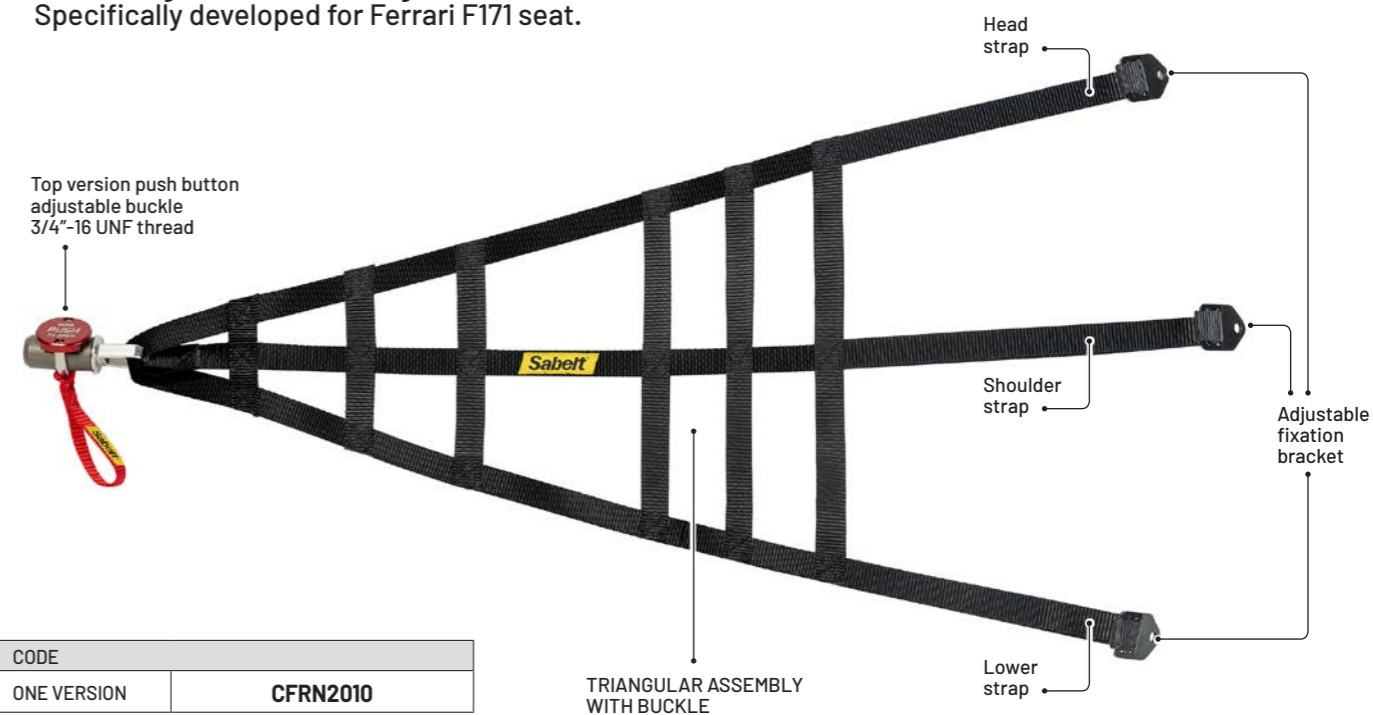 Specifically developed for Ferrari F171 seat.
Head
strap
Top version push button
adjustable buckle
3/4"-16 UNF thread
PUSH
Sabelt
Sabelt
Shoulder
strap
Adjustable
fixation
bracket
Lower
strap
TRIANGULAR ASSEMBLY
WITH BUCKLE
CODE
ONE VERSION
CFRN2010